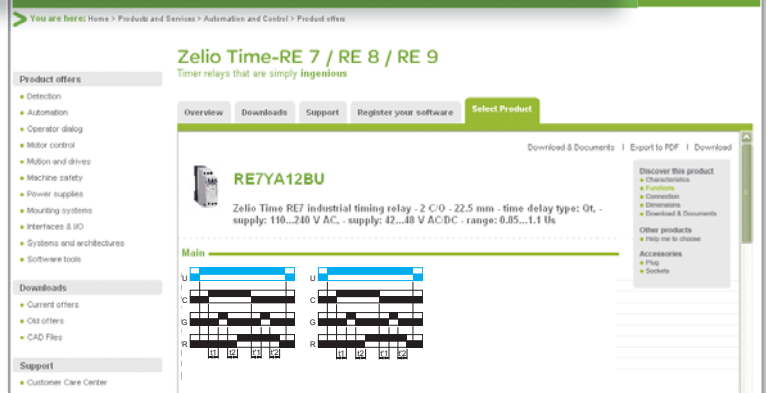 You are here: Home > Products and Services > Automation and Control > Product offers
Zelio Time-RE 7 / RE 8 / RE 9
Timer relays that are simply ingenious
Product offers
Detection
Automation
Operator dialog
Motor control
Motion and drives
Machine safety
Power supplies
Mounting systems
Interfaces & I/O
Systems and architectures
Software tools
Downloads
Current offers
Old offers
CAD Files
Support
Customer Care Center
Overview
Downloads
Support
Register your software
Select Product
Download & Documents | Export to PDF | Download
RE7YA12BU
Zelio Time RE7 industrial timing relay - 2 C/O - 22.5 mm - time delay type: Qt, -
supply: 110...240 V AC, - supply: 42...48 V AC/DC - range: 0.85...1.1 Us
Discover this product
Characteristics
Functions
Connection
Dimensions
Download & Documents
Other products
Help me to choose
Accessories
Plug
Sockets
Main
U
C
G
R
t1 t2 t'1 t'2
U
C
G
R
t1 t2